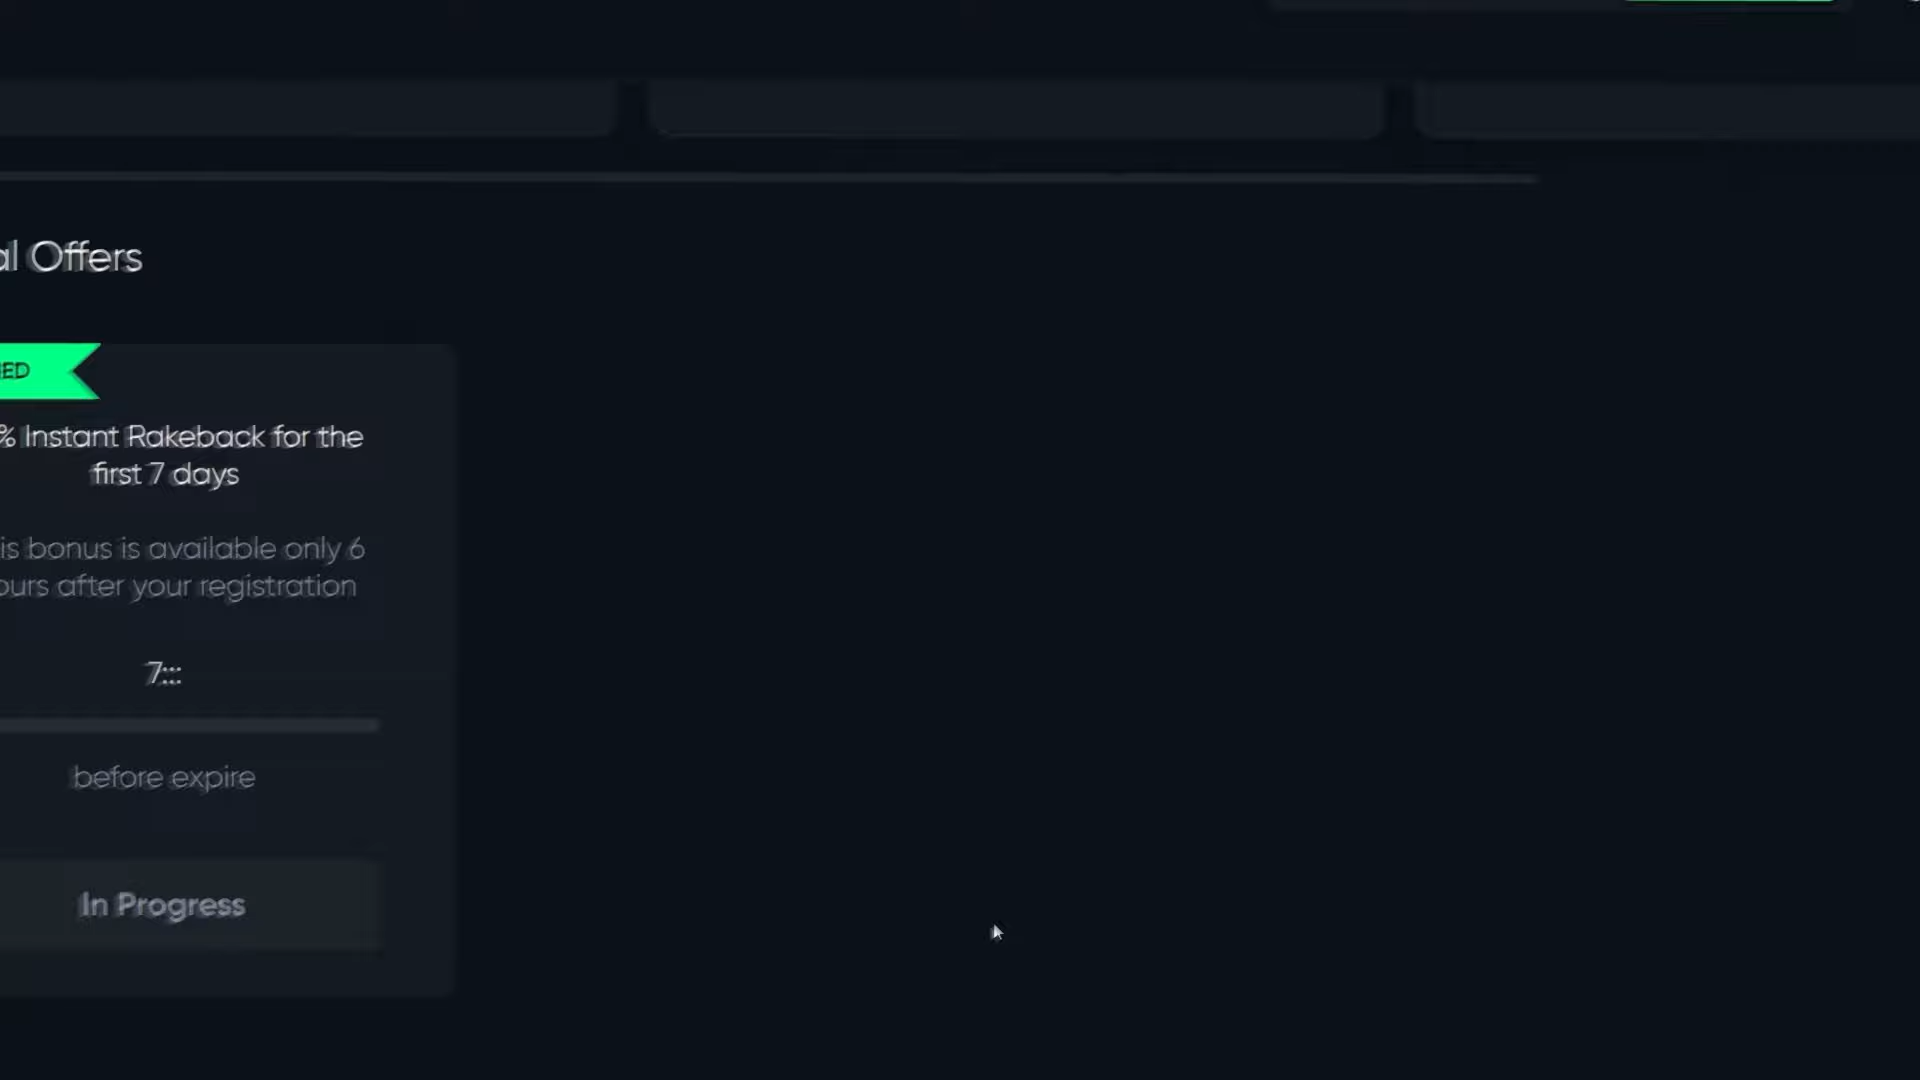 al Offers
ED
% Instant Rakeback for the
first 7 days
is bonus is available only 6
ours after your registration
7:::
before expire
In Progress